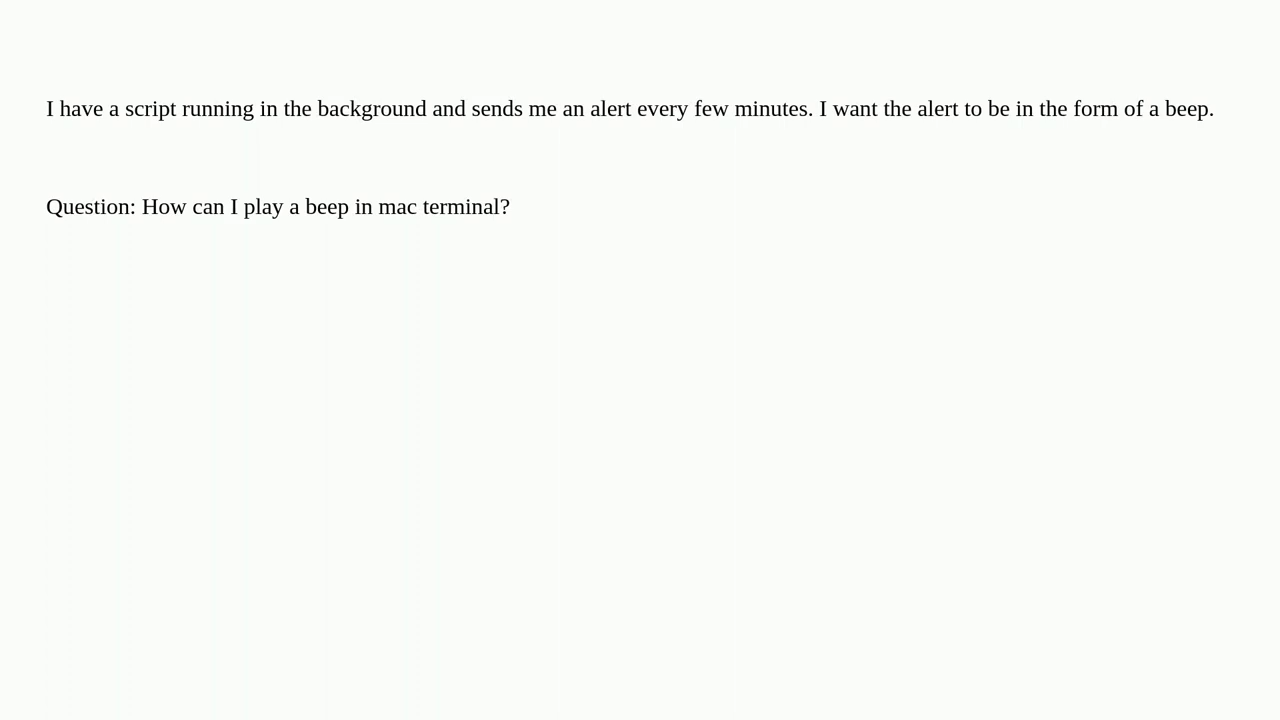 I have a script running in the background and sends me an alert every few minutes. I want the alert to be in the form of a beep.
Question: How can I play a beep in mac terminal?